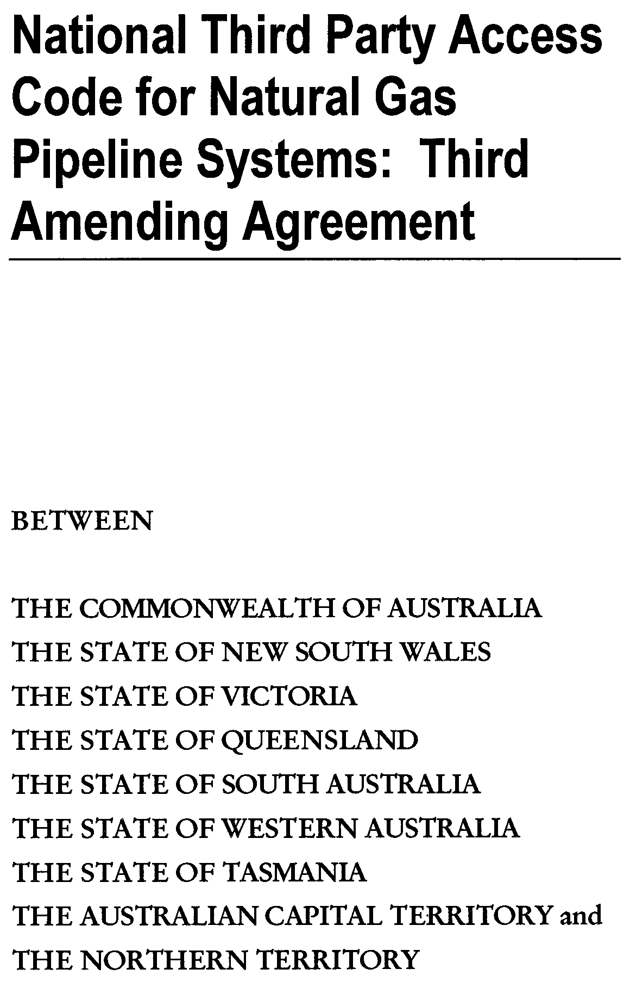 National Third Party Access
Code for Natural Gas
Pipeline Systems: Third
Amending Agreement
BETWEEN
THE COMMONWEALTH OF AUSTRALIA
THE STATE OF NEW SOUTH WALES
THE STATE OF VICTORIA
THE STATE OF QUEENSLAND
THE STATE OF SOUTH AUSTRALIA
THE STATE OF WESTERN AUSTRALIA
THE STATE OF TASMANIA
THE AUSTRALIAN CAPITAL TERRITORY and
THE NORTHERN TERRITORY